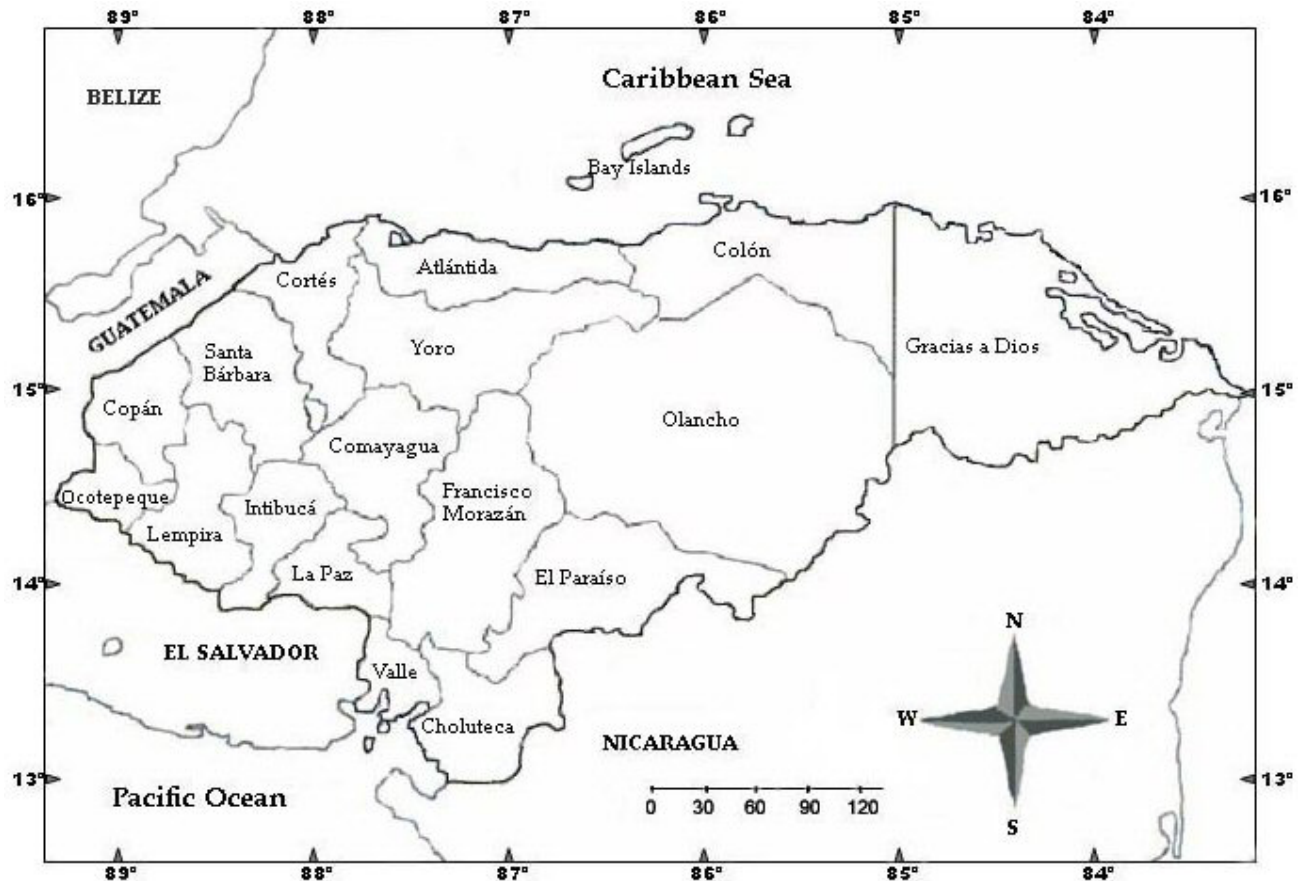 89° 88° 87° 86° 85° 84°
Caribbean Sea
BELIZE
Bay Islands
16° 16°
Colón
Atlántida
Cortés
GUATEMALA
Yoro
Gracias a Dios
Santa
Bárbara
15° 15°
Copán
Olancho
Comayagua
Ocotepeque
Francisco
Morazán
Intibucá
Lempira
La Paz
El Paraíso
14° 14°
N
EL SALVADOR
Valle
W E
Choluteca
NICARAGUA
13° 13°
Pacific Ocean
0 30 60 90 120
S
89° 88° 87° 86° 85° 84°